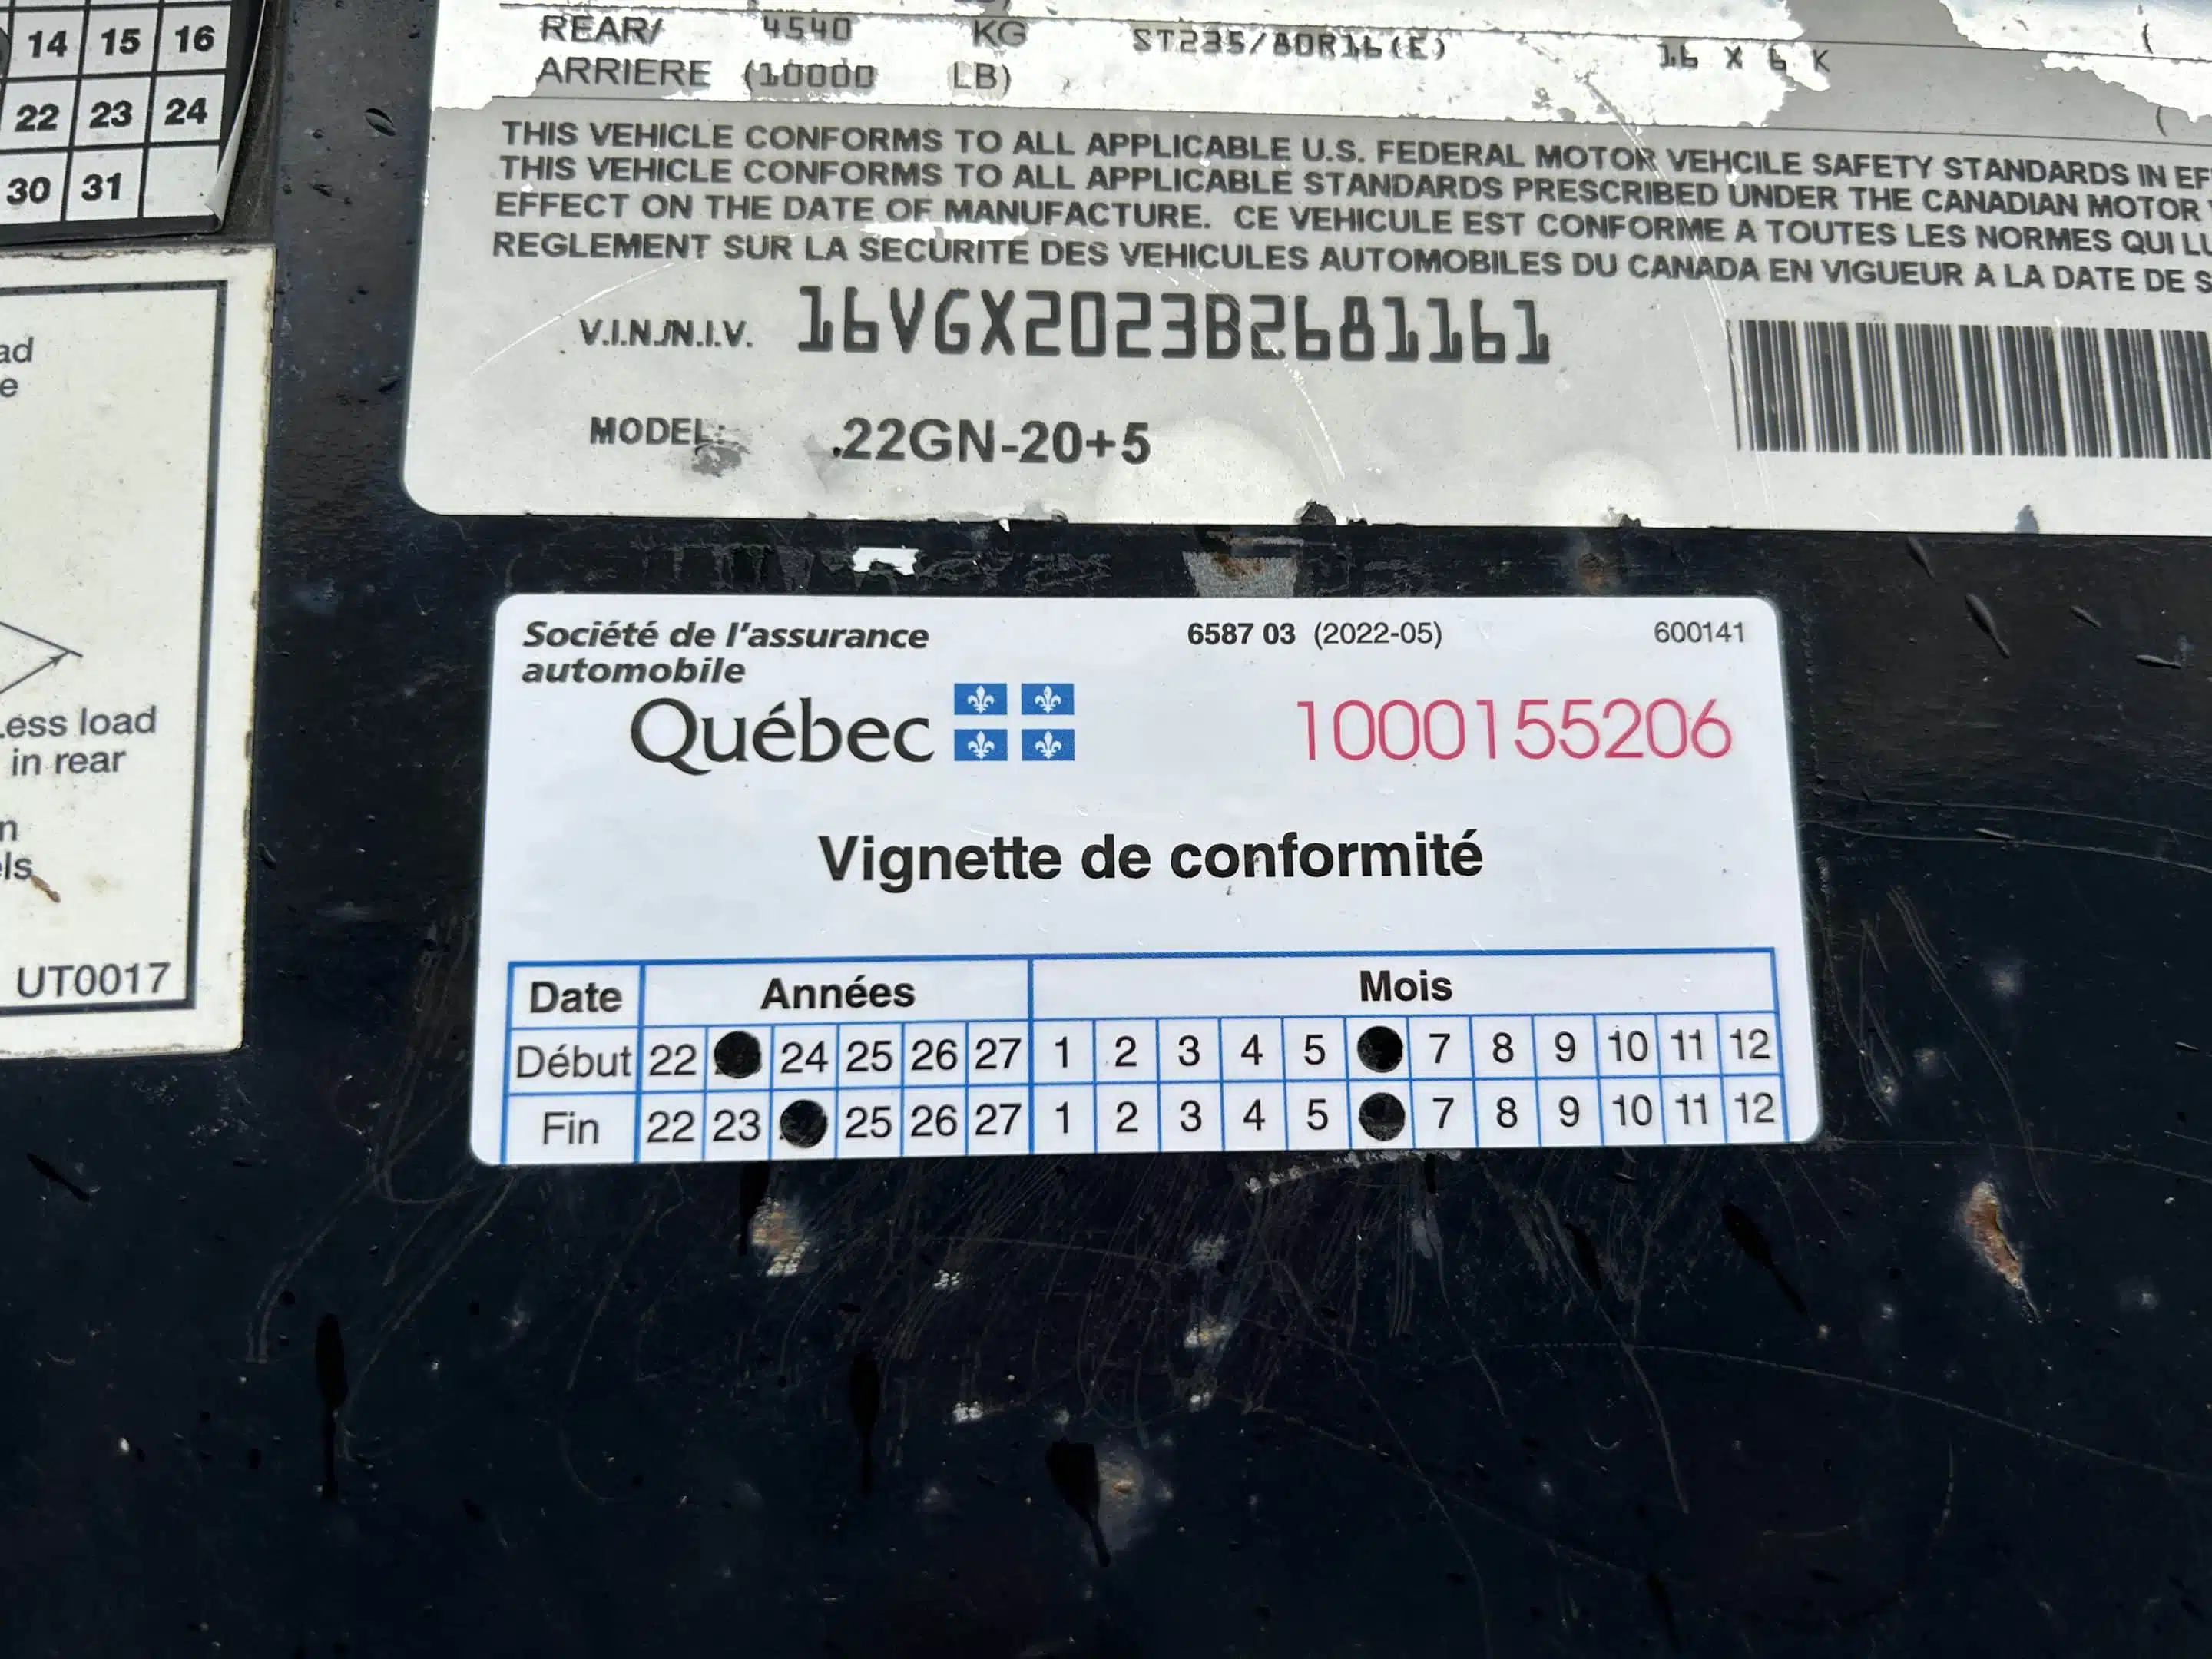 14 15 16
22 23 24
30 31
REAR/ 4540 KG ST235/80R16(E) 16 X 6 K
ARRIERE (10000 LB)
THIS VEHICLE CONFORMS TO ALL APPLICABLE U.S. FEDERAL MOTOR VEHCILE SAFETY STANDARDS IN EF
THIS VEHICLE CONFORMS TO ALL APPLICABLE STANDARDS PRESCRIBED UNDER THE CANADIAN MOTOR
EFFECT ON THE DATE OF MANUFACTURE. CE VEHICULE EST CONFORME A TOUTES LES NORMES QUI LU
REGLEMENT SUR LA SECURITE DES VEHICULES AUTOMOBILES DU CANADA EN VIGUEUR A LA DATE DE S
V.I.N./N.I.V. 16VGX2023B2681161
MODEL: .22GN-20+5
ad
e
Less load
in rear
n
els
UT0017
Société de l'assurance
automobile
6587 03 (2022-05) 600141
Québec
1000155206
Vignette de conformité
Date Années Mois
Début 22 24 25 26 27 1 2 3 4 5 7 8 9 10 11 12
Fin 22 23 25 26 27 1 2 3 4 5 7 8 9 10 11 12